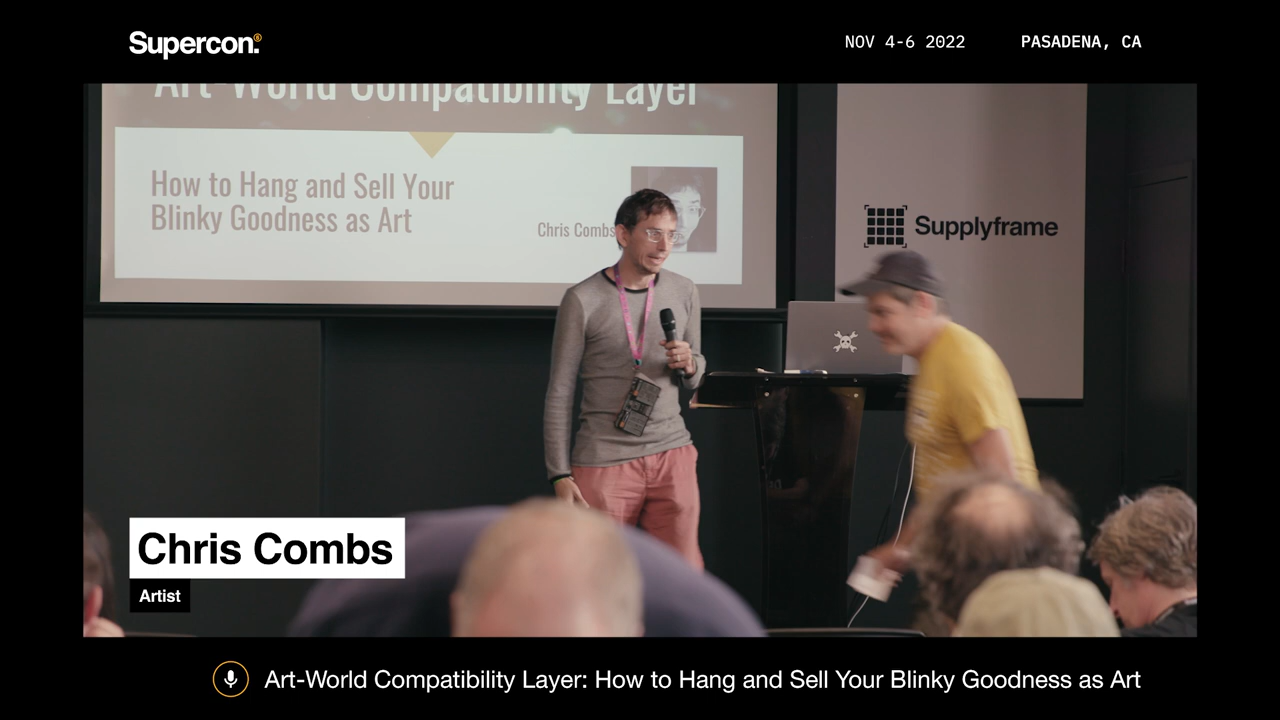 Supercon.6
NOV 4-6 2022
PASADENA, CA
Art-World Compatibility Layer
How to Hang and Sell Your
Blinky Goodness as Art
Chris Combs
Supplyframe
Chris Combs
Artist
Art-World Compatibility Layer: How to Hang and Sell Your Blinky Goodness as Art